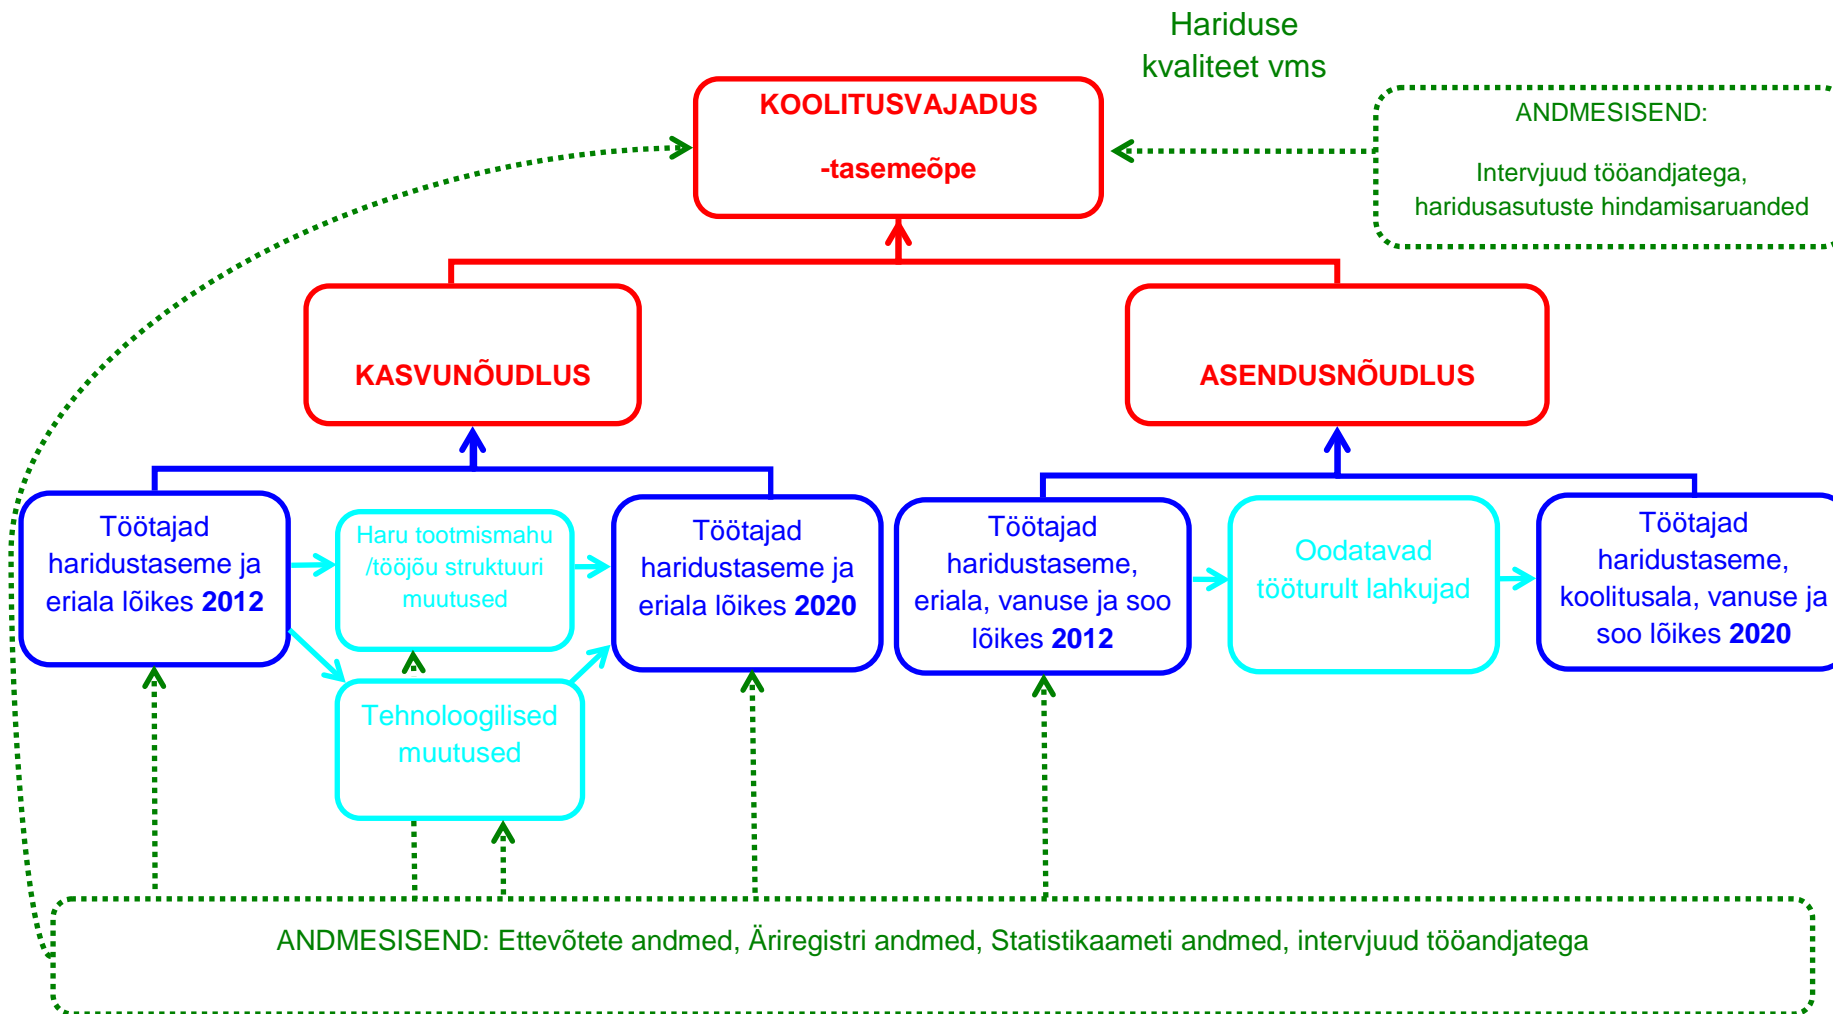 Hariduse
kvaliteet vms
KOOLITUSVAJADUS
-tasemeõpe
ANDMESISEND:
Intervjuud tööandjatega,
haridusasutuste hindamisaruanded
KASVUNÕUDLUS
ASENDUSNÕUDLUS
Töötajad
haridustaseme ja
eriala lõikes 2012
Haru tootmismahu
/tööjõu struktuuri
muutused
Töötajad
haridustaseme ja
eriala lõikes 2020
Töötajad
haridustaseme,
eriala, vanuse ja soo
lõikes 2012
Oodatavad
tööturult lahkujad
Töötajad
haridustaseme,
koolitusala, vanuse ja
soo lõikes 2020
Tehnoloogilised
muutused
ANDMESISEND: Ettevõtete andmed, Äriregistri andmed, Statistikaameti andmed, intervjuud tööandjatega